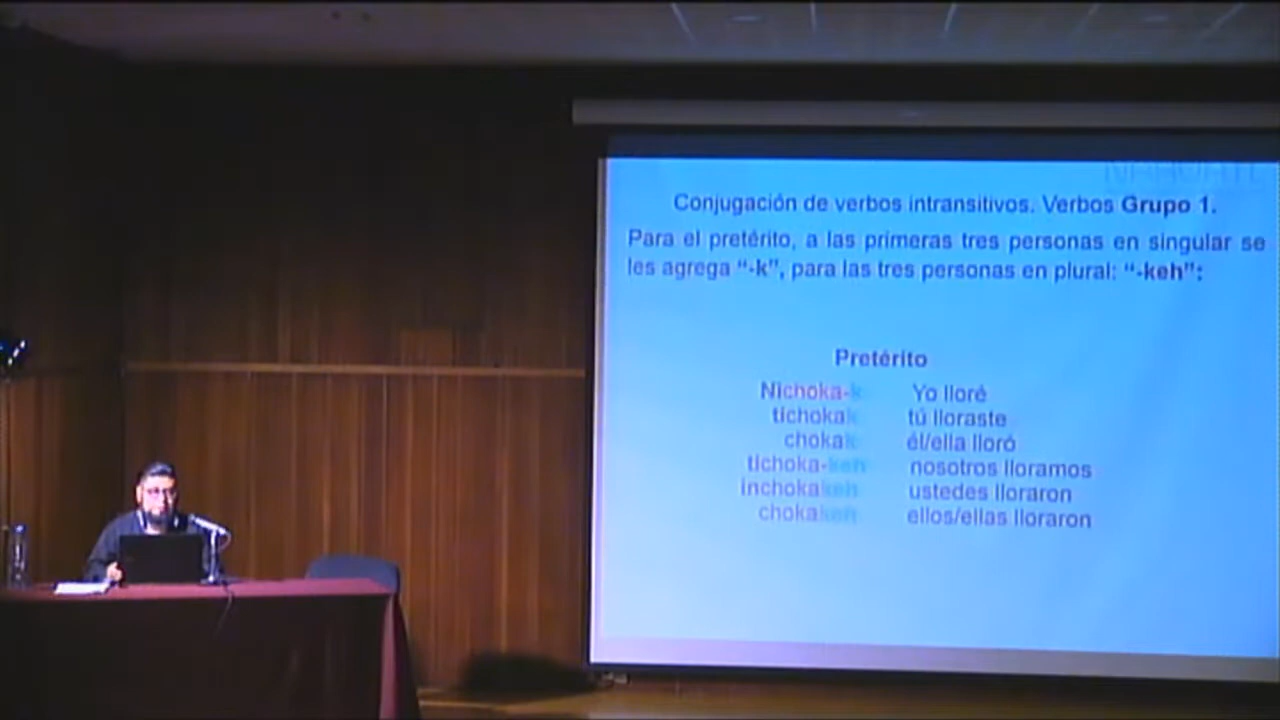 NAHUATL
Conjugación de verbos intransitivos. Verbos Grupo 1.
Para el pretérito, a las primeras tres personas en singular se
les agrega “-k”, para las tres personas en plural: “-keh”:
Pretérito
Nichoka-k Yo lloré
tichokak tú lloraste
chokak él/ella lloró
tichoka-keh nosotros lloramos
inchokakeh ustedes lloraron
chokakeh ellos/ellas lloraron